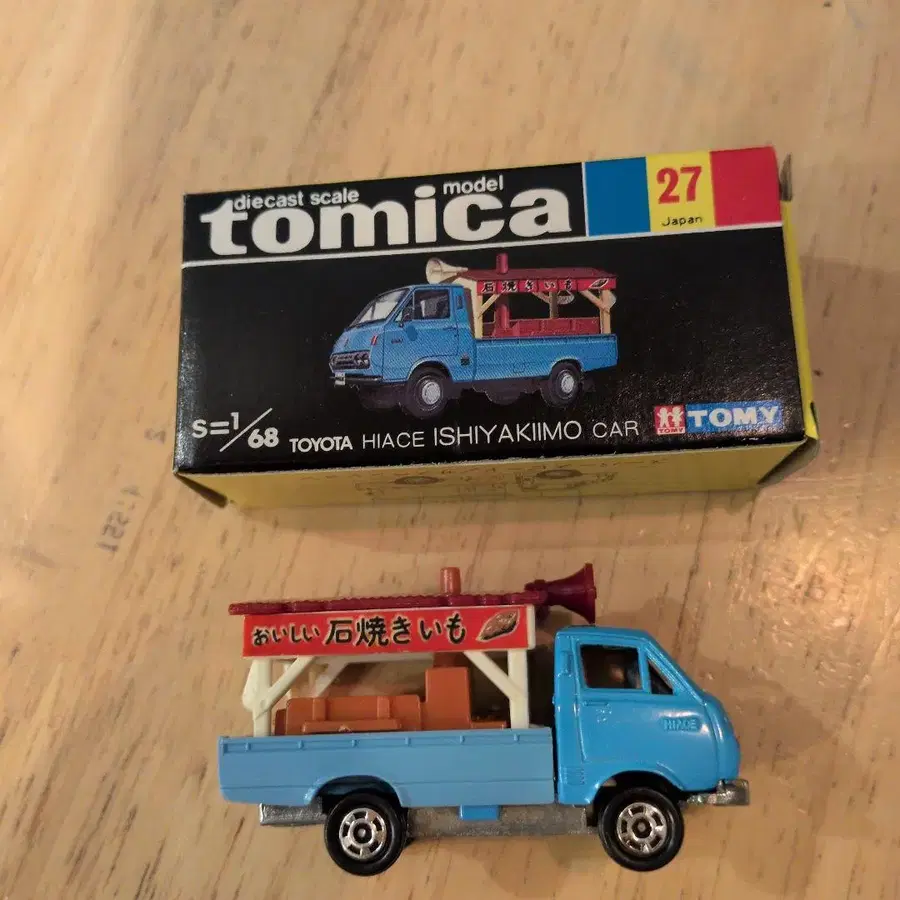 diecast scale model
tomica
27
Japan
石焼きいも
S=1/68 TOYOTA HIACE ISHIYAKIIMO CAR
TOMY
TOMY
おいしい 石焼きいも
HIACE